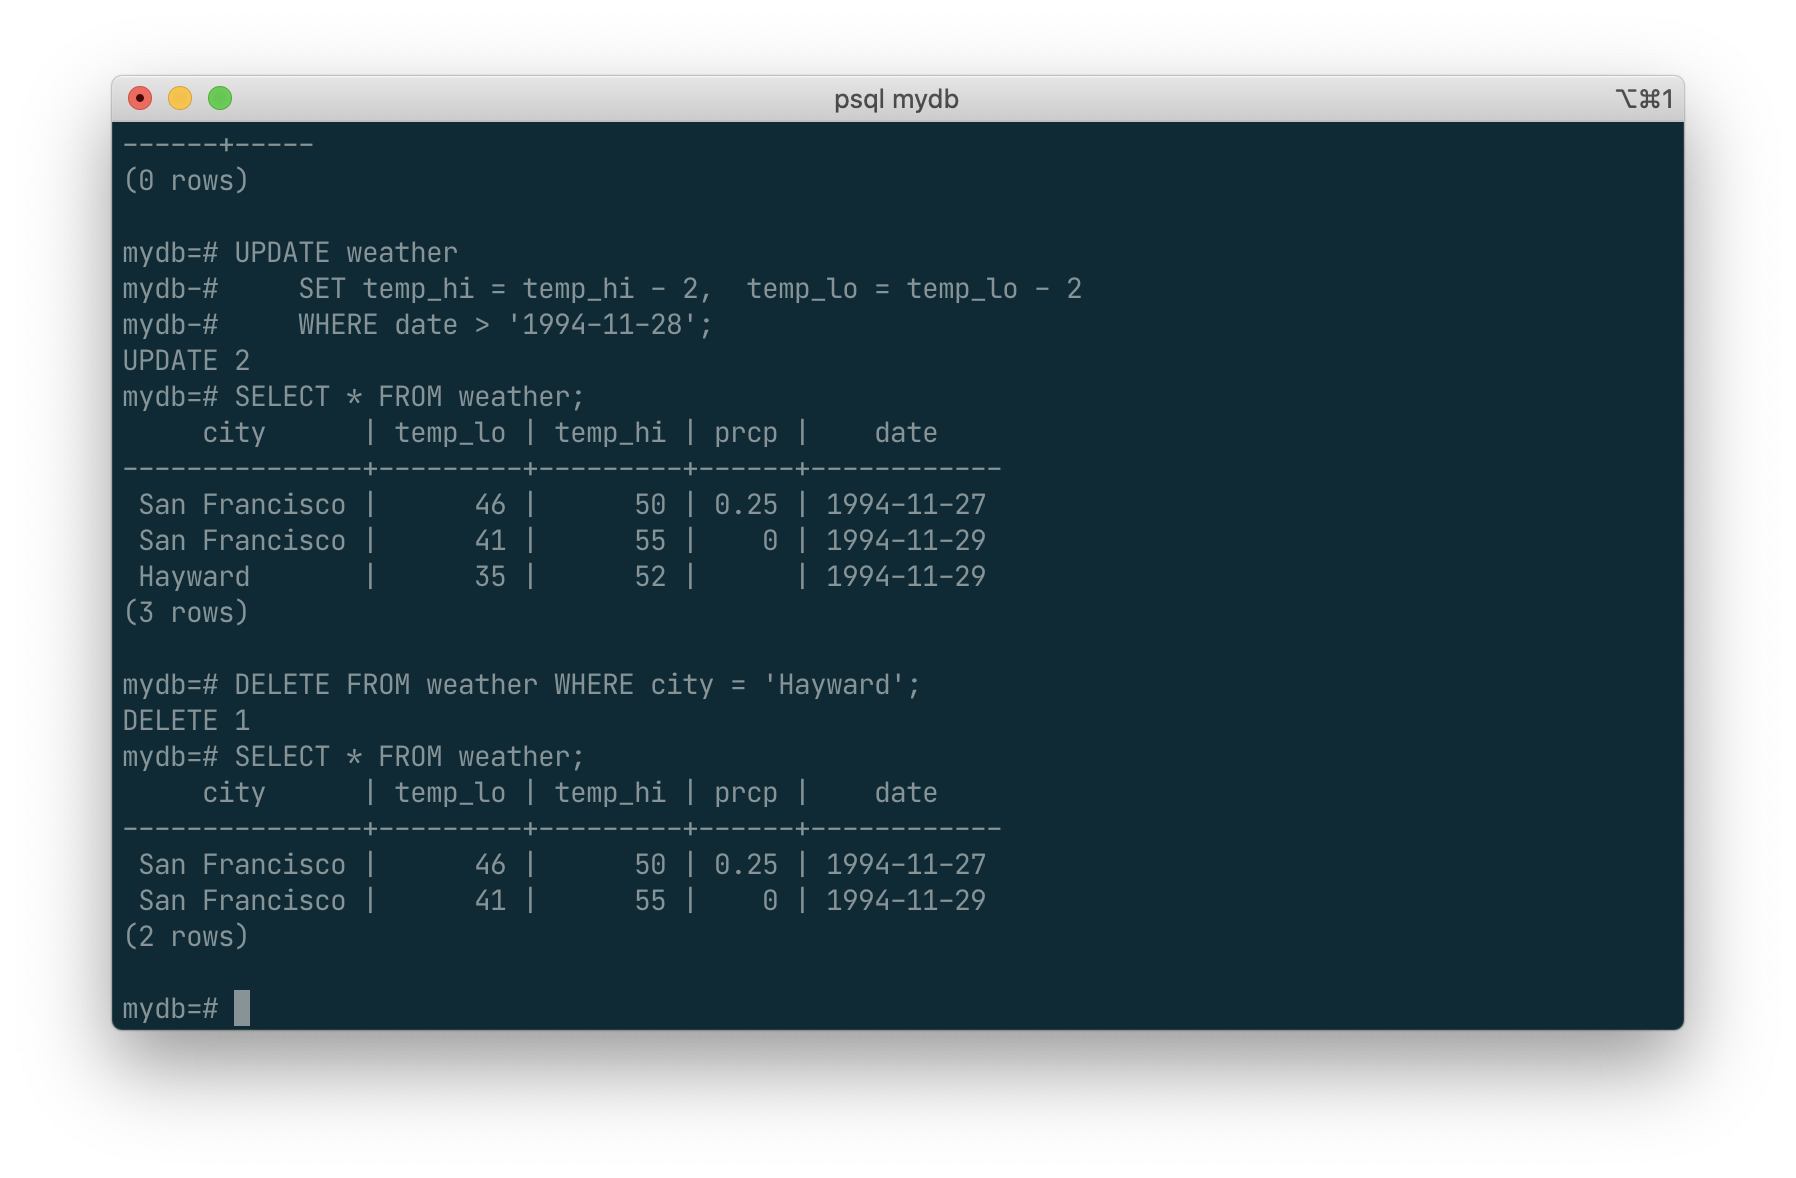 psql mydb ⌥⌘1
------+-----
(0 rows)
mydb=# UPDATE weather
mydb-#     SET temp_hi = temp_hi - 2,  temp_lo = temp_lo - 2
mydb-#     WHERE date > '1994-11-28';
UPDATE 2
mydb=# SELECT * FROM weather;
     city      | temp_lo | temp_hi | prcp |    date
---------------+---------+---------+------+------------
 San Francisco |      46 |      50 | 0.25 | 1994-11-27
 San Francisco |      41 |      55 |    0 | 1994-11-29
 Hayward       |      35 |      52 |      | 1994-11-29
(3 rows)
mydb=# DELETE FROM weather WHERE city = 'Hayward';
DELETE 1
mydb=# SELECT * FROM weather;
     city      | temp_lo | temp_hi | prcp |    date
---------------+---------+---------+------+------------
 San Francisco |      46 |      50 | 0.25 | 1994-11-27
 San Francisco |      41 |      55 |    0 | 1994-11-29
(2 rows)
mydb=#